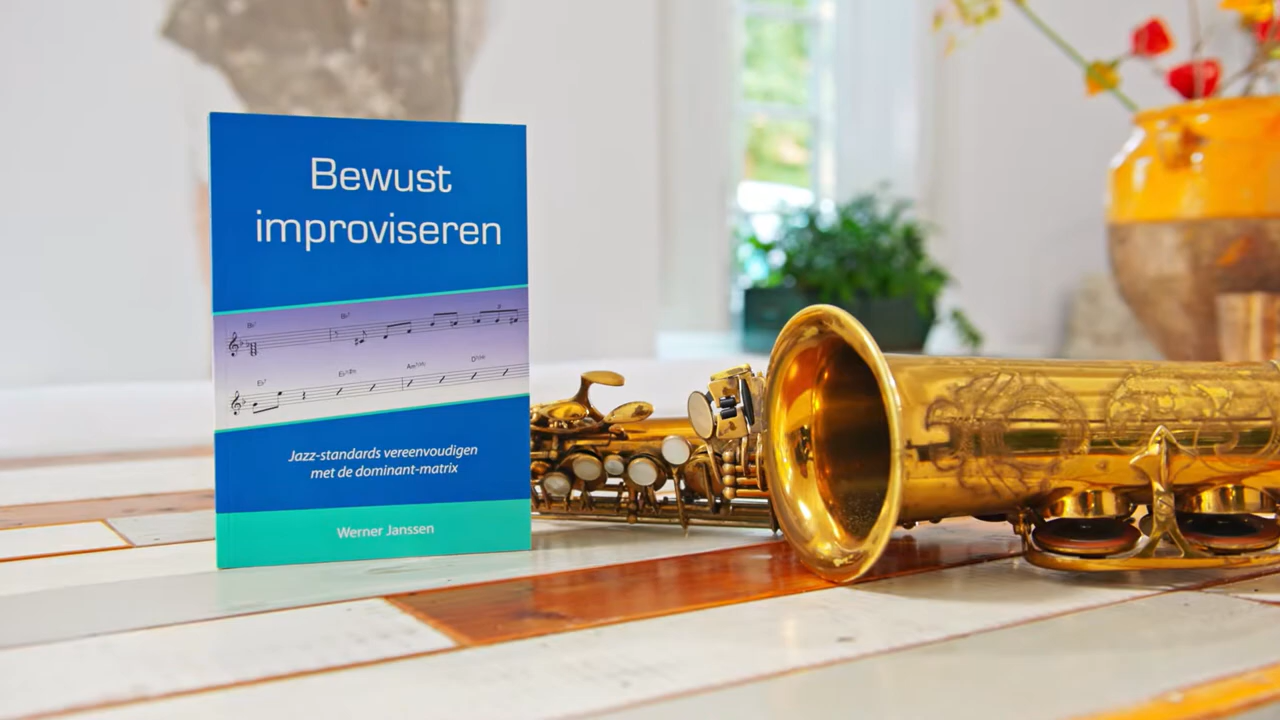 Bewust
improviseren
Jazz-standards vereenvoudigen
met de dominant-matrix
Werner Janssen